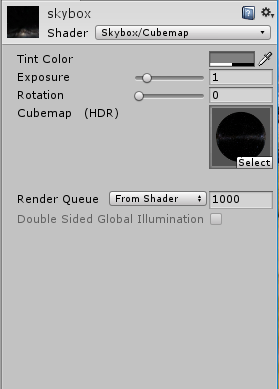 skybox
Shader Skybox/Cubemap
Tint Color
Exposure 1
Rotation 0
Cubemap (HDR)
Select
Render Queue From Shader 1000
Double Sided Global Illumination